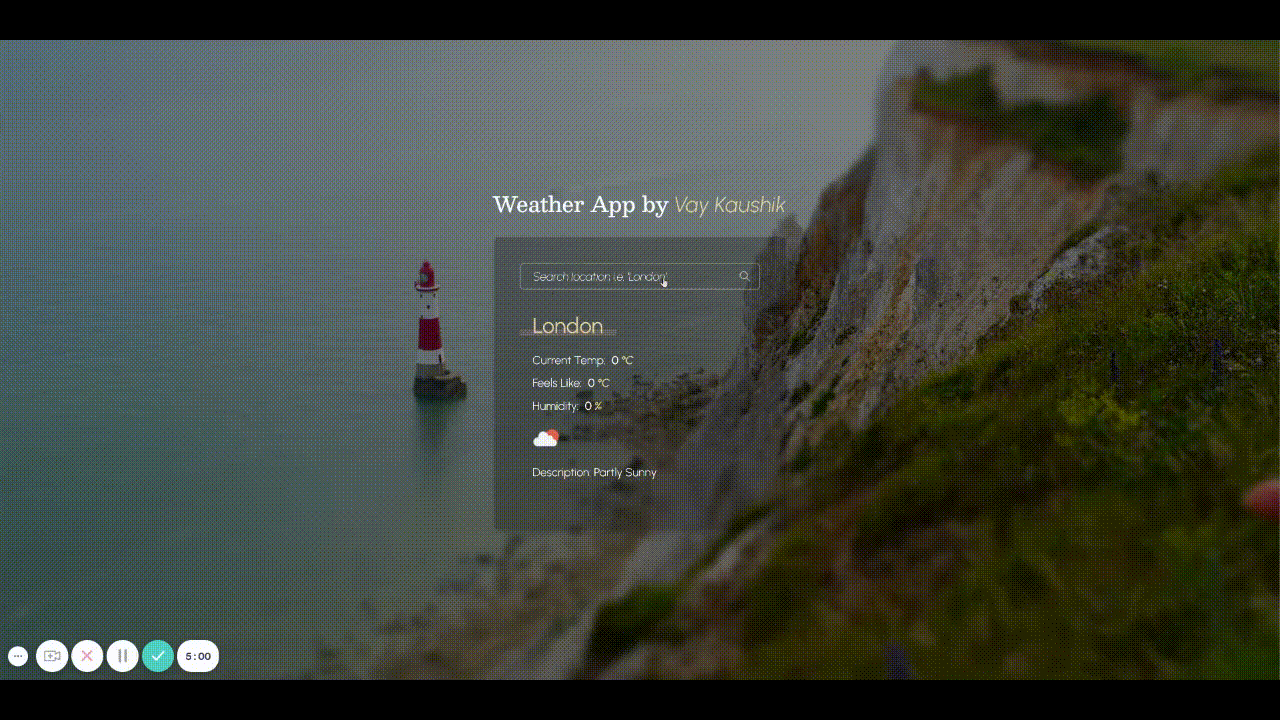 Weather App by Vay Kaushik
Search location i.e. 'London'
London
Current Temp: 0 °C
Feels Like: 0 °C
Humidity: 0 %
Description: Partly Sunny
5:00